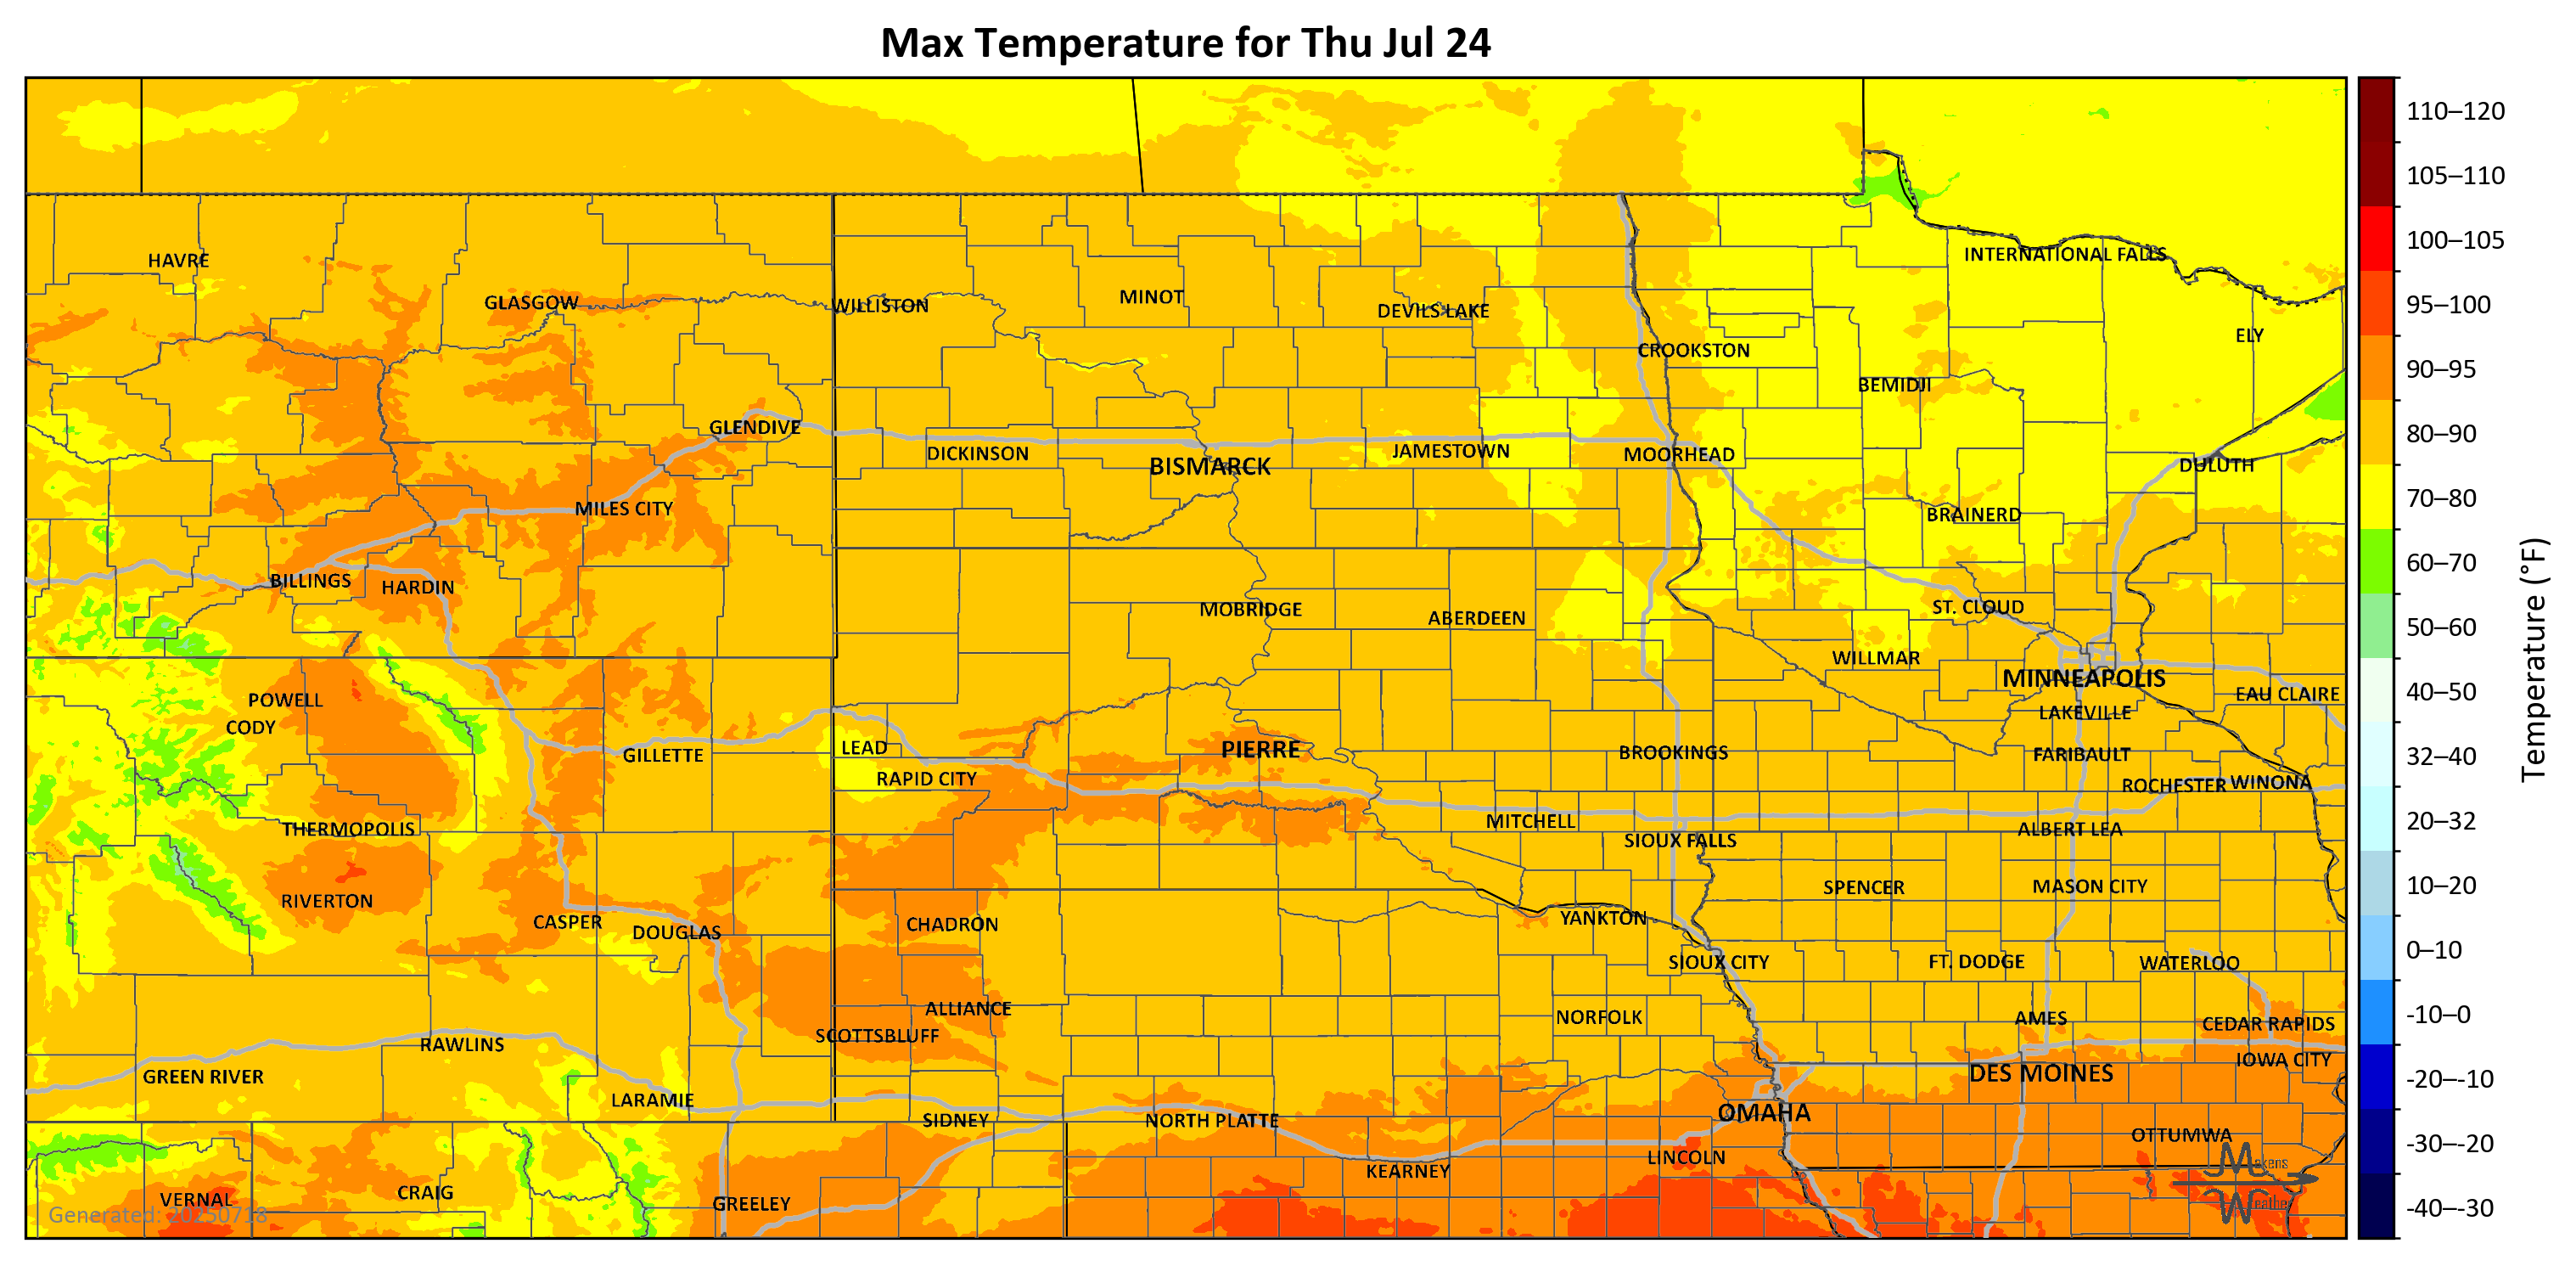 Max Temperature for Thu Jul 24
110–120
105–110
100–105
95–100
90–95
80–90
70–80
60–70
50–60
40–50
32–40
20–32
10–20
0–10
-10–0
-20–-10
-30–-20
-40–-30
Temperature (°F)
HAVRE
GLASGOW
WILLISTON
MINOT
DEVILS LAKE
INTERNATIONAL FALLS
ELY
CROOKSTON
BEMIDJI
GLENDIVE
DICKINSON
BISMARCK
JAMESTOWN
MOORHEAD
DULUTH
MILES CITY
BRAINERD
BILLINGS
HARDIN
MOBRIDGE
ABERDEEN
ST. CLOUD
WILLMAR
MINNEAPOLIS
EAU CLAIRE
POWELL
CODY
LAKEVILLE
GILLETTE
LEAD
PIERRE
BROOKINGS
FARIBAULT
RAPID CITY
ROCHESTER
WINONA
THERMOPOLIS
MITCHELL
SIOUX FALLS
ALBERT LEA
RIVERTON
SPENCER
MASON CITY
CASPER
DOUGLAS
CHADRON
YANKTON
SIOUX CITY
FT. DODGE
WATERLOO
ALLIANCE
NORFOLK
AMES
CEDAR RAPIDS
SCOTTSBLUFF
RAWLINS
IOWA CITY
GREEN RIVER
DES MOINES
LARAMIE
SIDNEY
NORTH PLATTE
OMAHA
OTTUMWA
LINCOLN
KEARNEY
VERNAL
CRAIG
GREELEY
Generated: 20250718
Makens
Weather